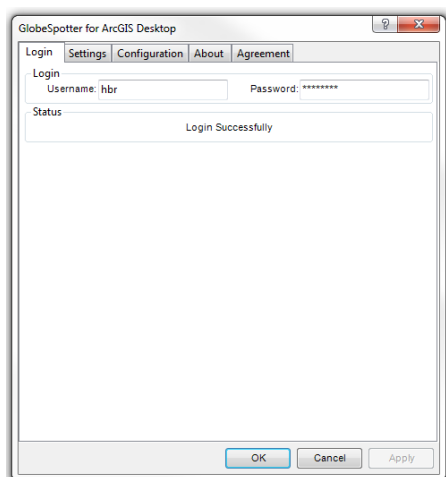 GlobeSpotter for ArcGIS Desktop
Login Settings Configuration About Agreement
Login
Username: hbr Password: ********
Status
Login Successfully
OK Cancel Apply